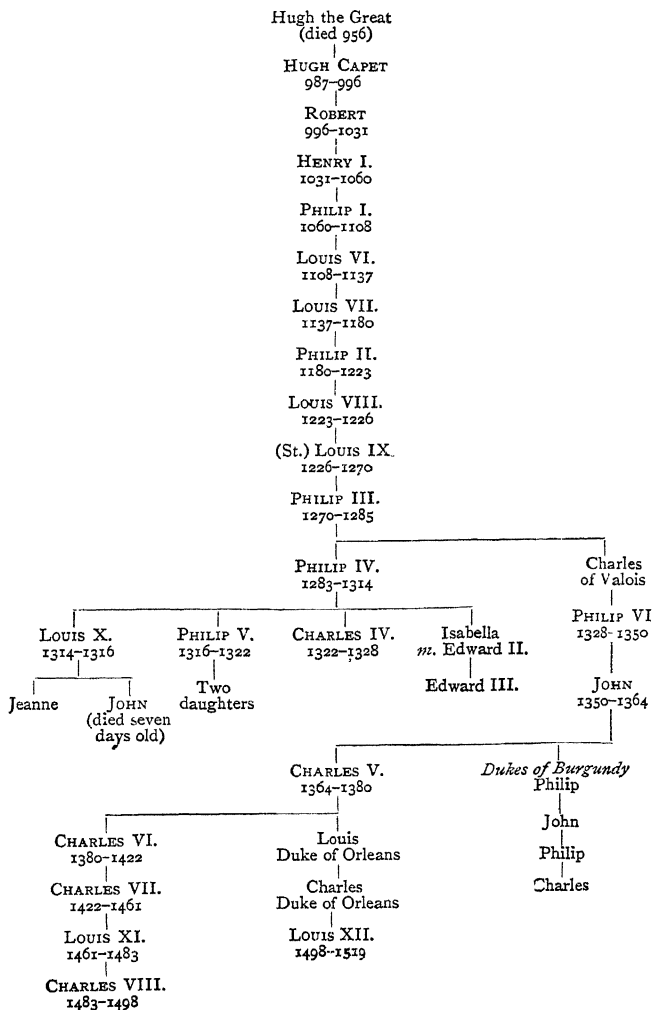 Hugh the Great
(died 956)
HUGH CAPET
987–996
ROBERT
996–1031
HENRY I.
1031–1060
PHILIP I.
1060–1108
LOUIS VI.
1108–1137
LOUIS VII.
1137–1180
PHILIP II.
1180–1223
LOUIS VIII.
1223–1226
(St.) LOUIS IX.
1226–1270
PHILIP III.
1270–1285
PHILIP IV.
1283–1314
Charles
of Valois
LOUIS X.
1314–1316
PHILIP V.
1316–1322
CHARLES IV.
1322–1328
Isabella
m. Edward II.
PHILIP VI
1328–1350
Jeanne
JOHN
(died seven
days old)
Two
daughters
Edward III.
JOHN
1350–1364
CHARLES V.
1364–1380
Dukes of Burgundy
Philip
CHARLES VI.
1380–1422
Louis
Duke of Orleans
John
CHARLES VII.
1422–1461
Charles
Duke of Orleans
Philip
Charles
LOUIS XI.
1461–1483
LOUIS XII.
1498–1519
CHARLES VIII.
1483–1498